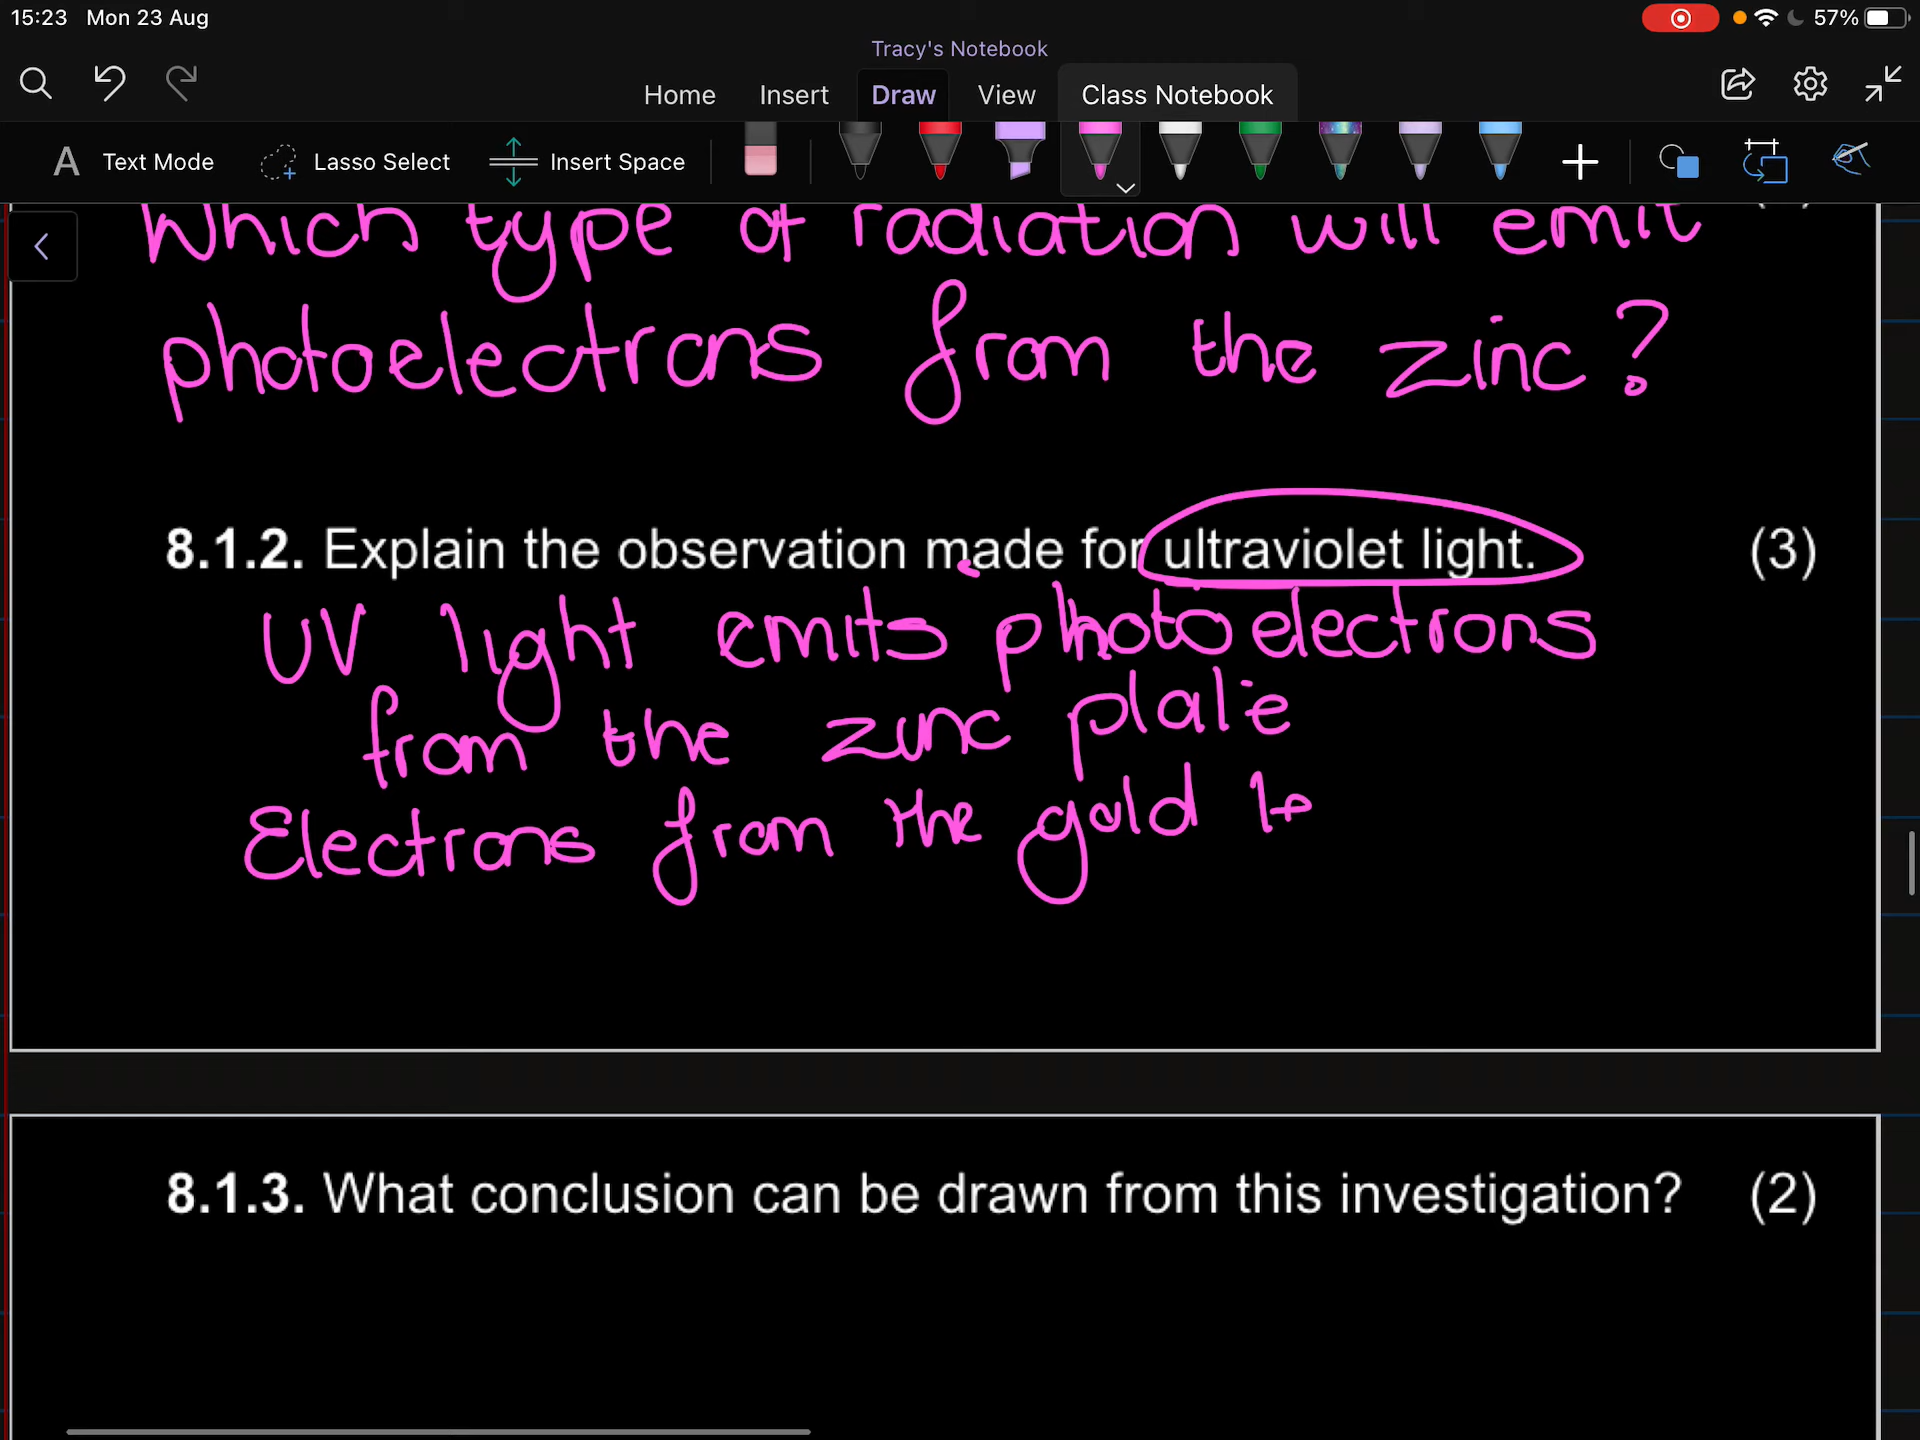 15:23 Mon 23 Aug 57%
Tracy's Notebook
Home Insert Draw View Class Notebook
A Text Mode Lasso Select Insert Space
Which type of radiation will emit
photoelectrons from the zinc?
8.1.2. Explain the observation made for ultraviolet light. (3)
UV light emits photoelectrons
from the zinc plate
Electrons from the gold le
8.1.3. What conclusion can be drawn from this investigation? (2)